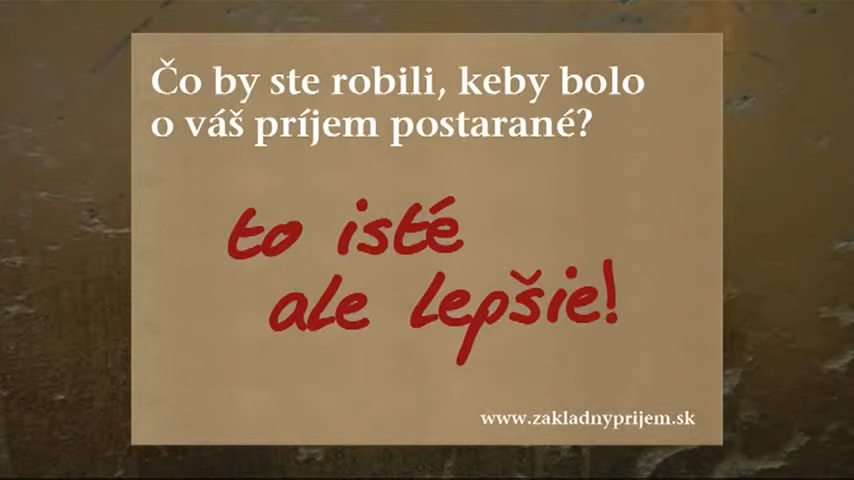 Čo by ste robili, keby bolo
o váš príjem postarané?
to isté
ale lepšie!
www.zakladnyprijem.sk